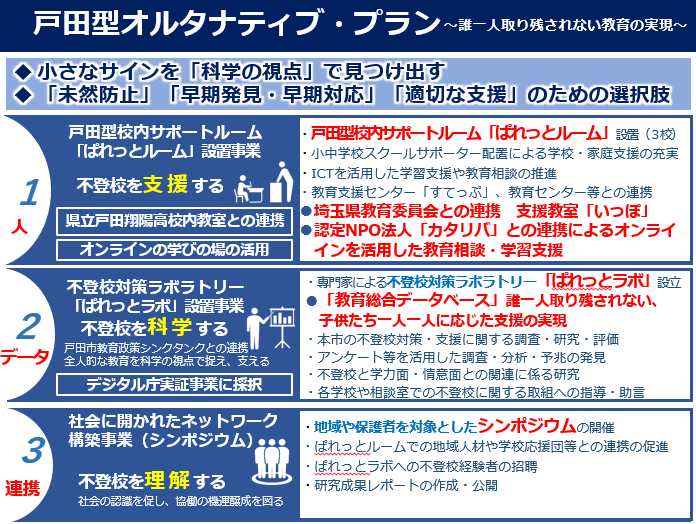 戸田型オルタナティブ・プラン ～誰一人取り残されない教育の実現～
◆ 小さなサインを「科学の視点」で見つけ出す
◆ 「未然防止」「早期発見・早期対応」「適切な支援」のための選択肢
1
人
戸田型校内サポートルーム
「ぱれっとルーム」設置事業
不登校を支援する
県立戸田翔陽高校内教室との連携
オンラインの学びの場の活用
・戸田型校内サポートルーム「ぱれっとルーム」設置（3校）
・小中学校スクールサポーター配置による学校・家庭支援の充実
・ICTを活用した学習支援や教育相談の推進
・教育支援センター「すてっぷ」、教育センター等との連携
●埼玉県教育委員会との連携　支援教室「いっぽ」
●認定NPO法人「カタリバ」との連携によるオンライ
インを活用した教育相談・学習支援
2
データ
不登校対策ラボラトリー
「ぱれっとラボ」設置事業
不登校を科学する
戸田市教育政策シンクタンクとの連携
全人的な教育を科学の視点で捉え、支える
デジタル庁実証事業に採択
・専門家による不登校対策ラボラトリー「ぱれっとラボ」設立
●「教育総合データベース」誰一人取り残されない、
子供たち一人一人に応じた支援の実現
・本市の不登校対策・支援に関する調査・研究・評価
・アンケート等を活用した調査・分析・予兆の発見
・不登校と学力面・情意面との関連に係る研究
・各学校や相談室での不登校に関する取組への指導・助言
3
連携
社会に開かれたネットワーク
構築事業（シンポジウム）
不登校を理解する
社会の認識を促し、協働の機運醸成を図る
・地域や保護者を対象としたシンポジウムの開催
・ぱれっとルームでの地域人材や学校応援団等との連携の促進
・ぱれっとラボへの不登校経験者の招聘
・研究成果レポートの作成・公開